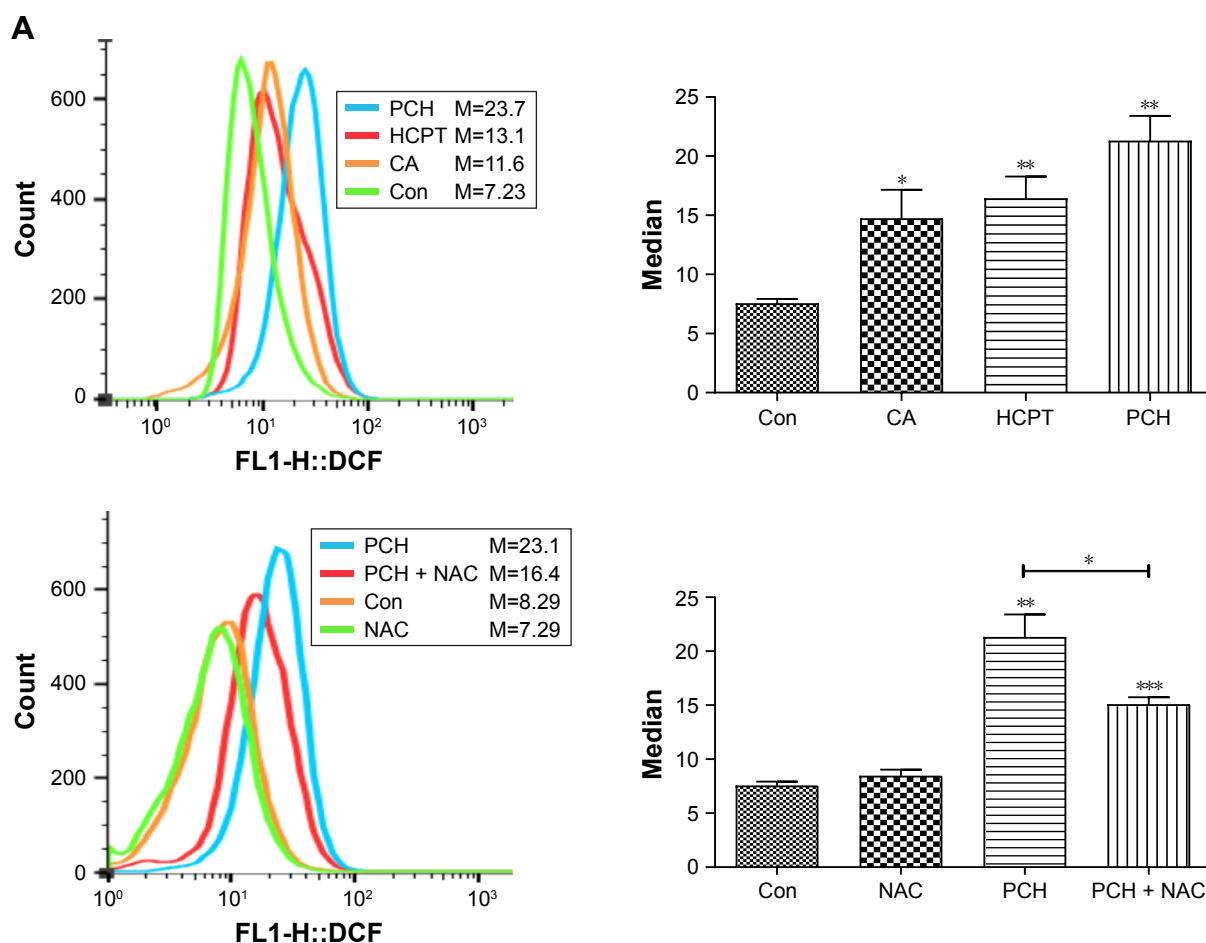 A
Count
600
400
200
0
10⁰ 10¹ 10² 10³
FL1-H::DCF
PCH M=23.7
HCPT M=13.1
CA M=11.6
Con M=7.23
Median
25
20
15
10
5
0
*
**
**
Con CA HCPT PCH
Count
600
400
200
0
10⁰ 10¹ 10² 10³
FL1-H::DCF
PCH M=23.1
PCH + NAC M=16.4
Con M=8.29
NAC M=7.29
Median
25
20
15
10
5
0
*
**
***
Con NAC PCH PCH + NAC